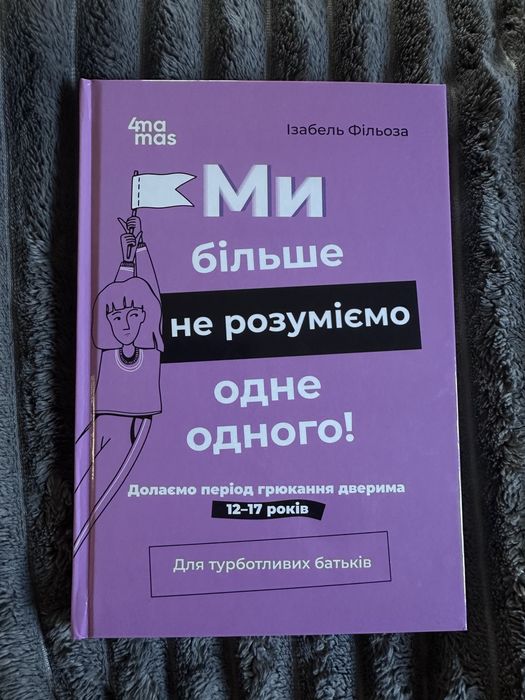 4ma
mas
Ізабель Фільоза
Ми
більше
не розуміємо
одне
одного!
Долаємо період грюкання дверима
12–17 років
Для турботливих батьків